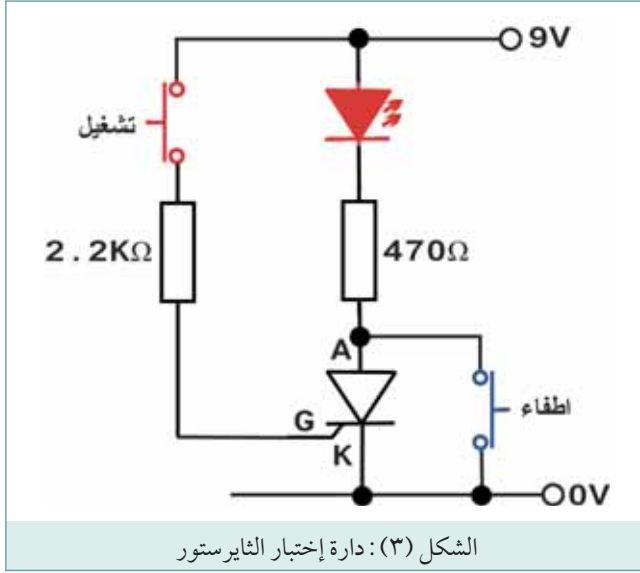 9V
تشغيل
2.2KΩ
470Ω
A
G
K
اطفاء
0V
الشكل (٣): دارة إختبار الثايرستور